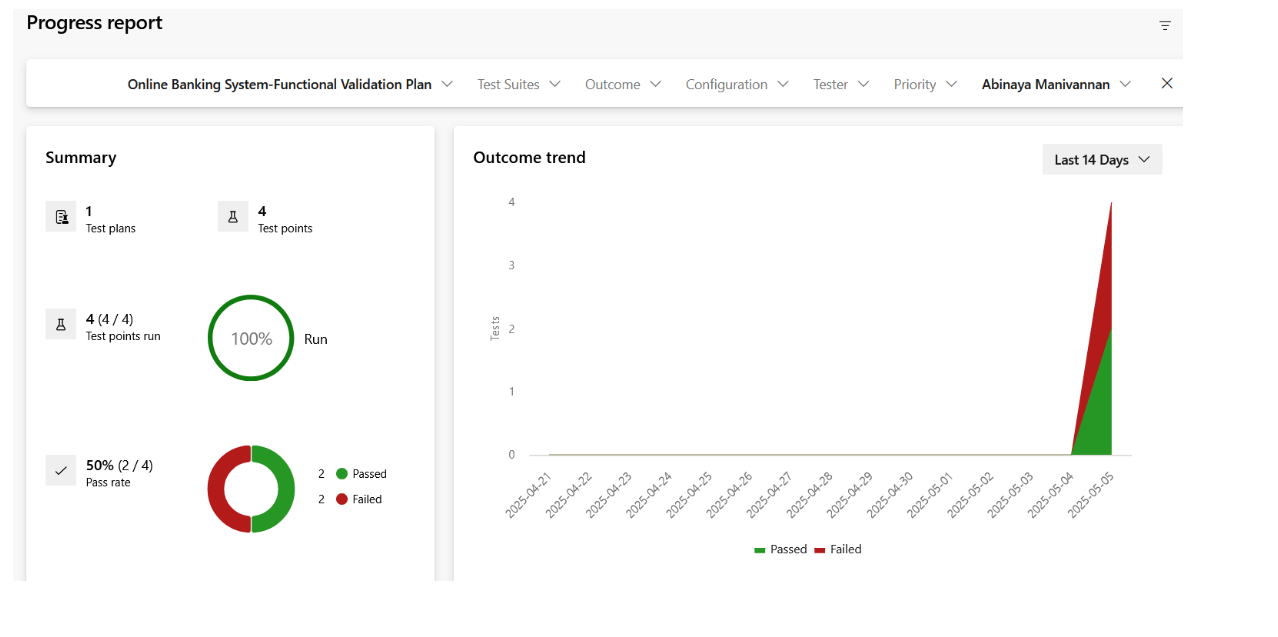 Progress report
Online Banking System-Functional Validation Plan Test Suites Outcome Configuration Tester Priority Abinaya Manivannan
Summary
1
Test plans
4
Test points
4 (4 / 4)
Test points run
100%
Run
50% (2 / 4)
Pass rate
2 Passed
2 Failed
Outcome trend
Last 14 Days
Tests
4
3
2
1
0
2025-04-21
2025-04-22
2025-04-23
2025-04-24
2025-04-25
2025-04-26
2025-04-27
2025-04-28
2025-04-29
2025-04-30
2025-05-01
2025-05-02
2025-05-03
2025-05-04
2025-05-05
Passed Failed